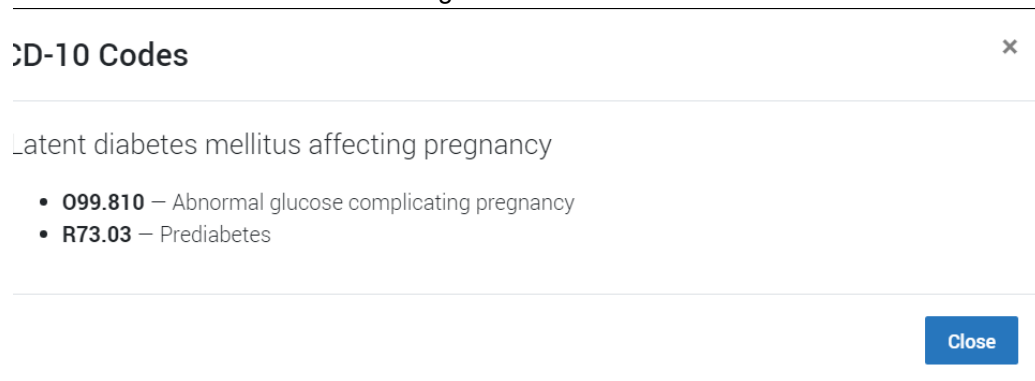 CD-10 Codes
×
Latent diabetes mellitus affecting pregnancy
• O99.810 — Abnormal glucose complicating pregnancy
• R73.03 — Prediabetes
Close